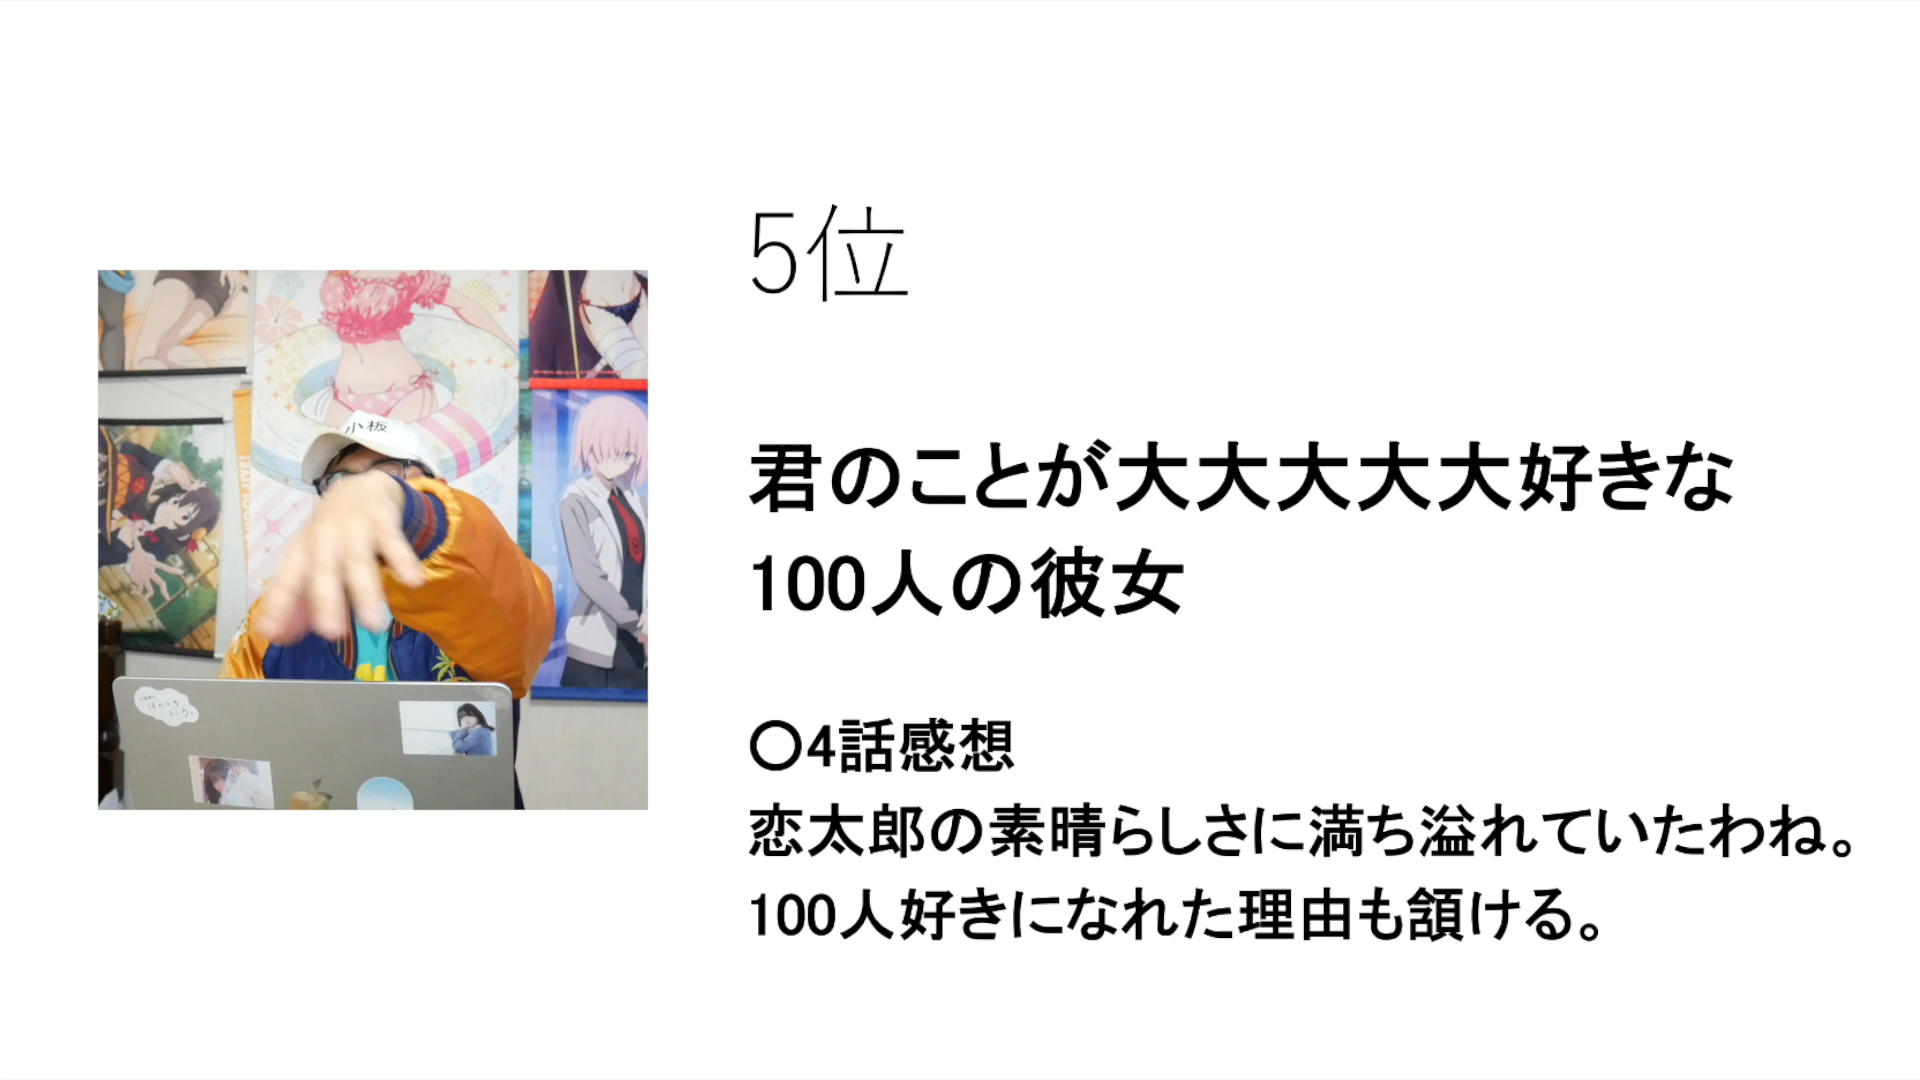 5位
君のことが大大大大大好きな
100人の彼女
〇4話感想
恋太郎の素晴らしさに満ち溢れていたわね。
100人好きになれた理由も頷ける。
小板